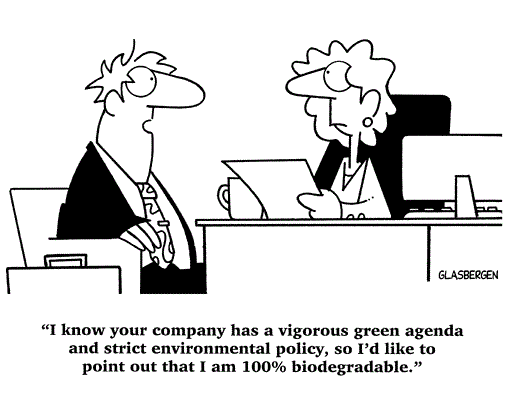 GLASBERGEN
“I know your company has a vigorous green agenda
and strict environmental policy, so I’d like to
point out that I am 100% biodegradable.”